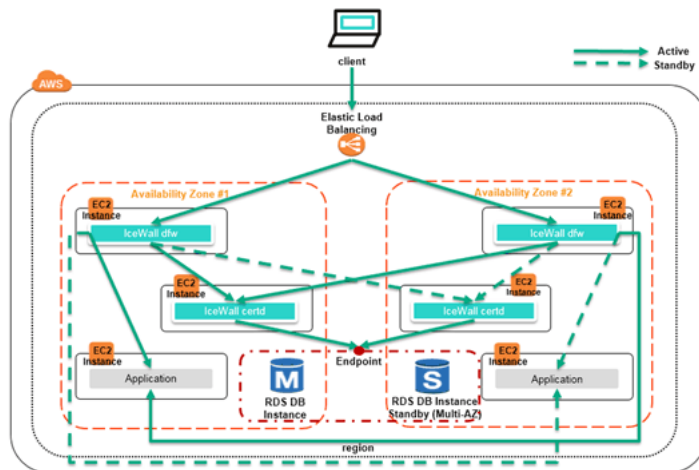 client
Active
Standby
AWS
Elastic Load
Balancing
Availability Zone #1
Availability Zone #2
EC2
Instance
IceWall dfw
EC2
Instance
IceWall dfw
EC2
Instance
IceWall certd
EC2
Instance
IceWall certd
Endpoint
EC2
Instance
Application
M
RDS DB
Instance
S
RDS DB Instance
Standby (Multi-AZ)
EC2
Instance
Application
region